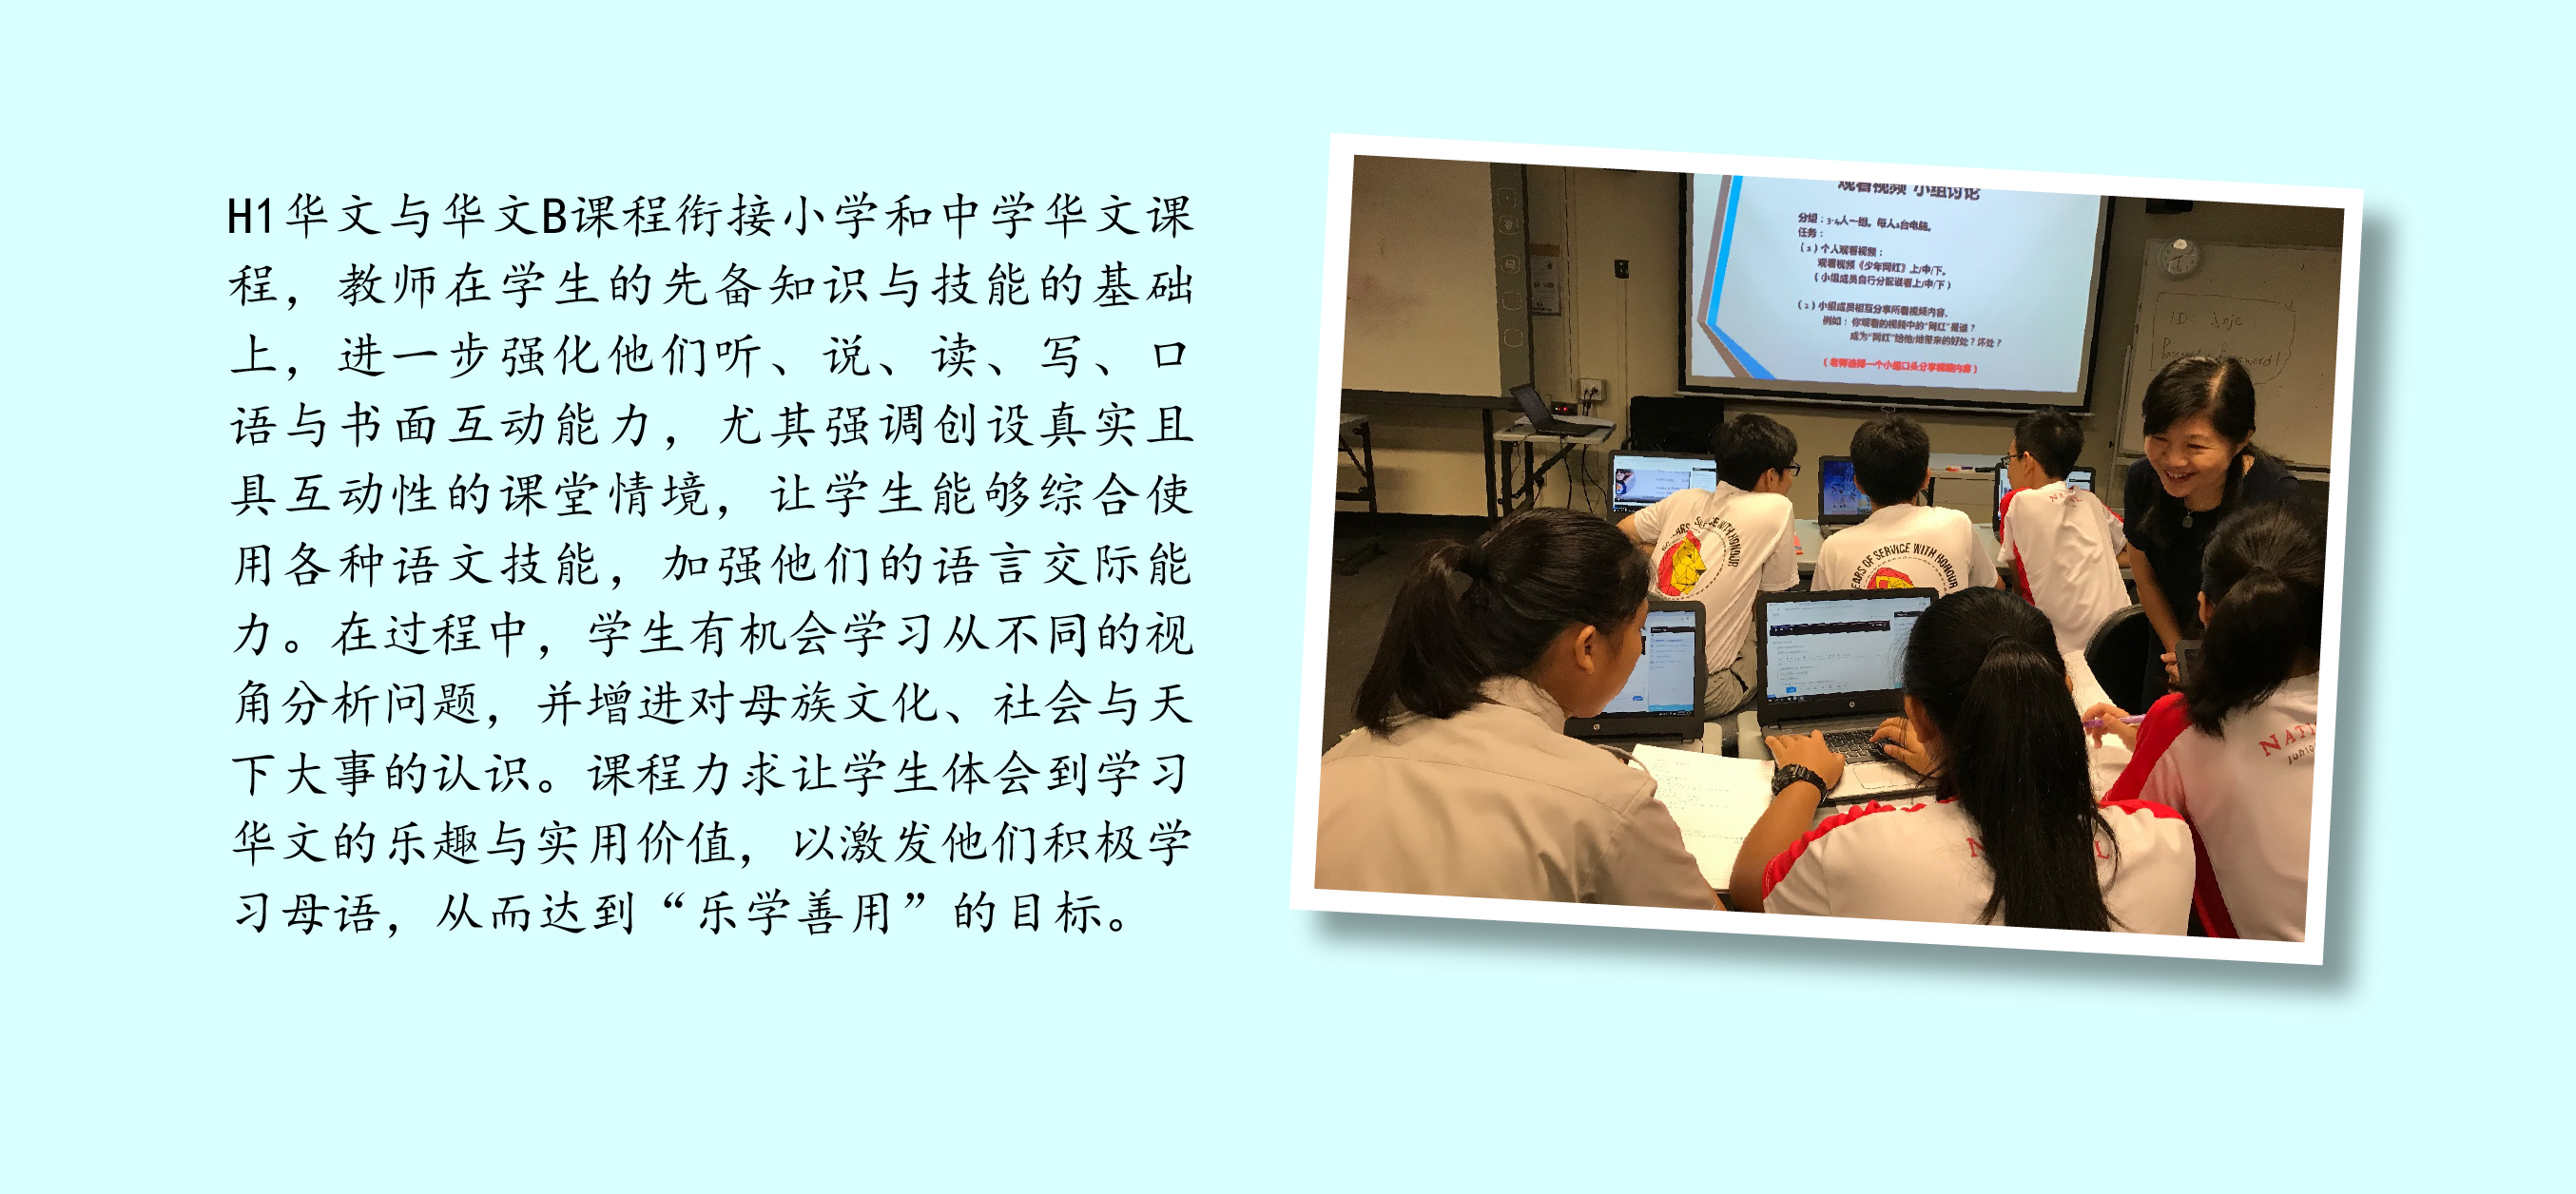 H1华文与华文B课程衔接小学和中学华文课
程，教师在学生的先备知识与技能的基础
上，进一步强化他们听、说、读、写、口
语与书面互动能力，尤其强调创设真实且
具互动性的课堂情境，让学生能够综合使
用各种语文技能，加强他们的语言交际能
力。在过程中，学生有机会学习从不同的视
角分析问题，并增进对母族文化、社会与天
下大事的认识。课程力求让学生体会到学习
华文的乐趣与实用价值，以激发他们积极学
习母语，从而达到“乐学善用”的目标。
观看视频 小组讨论
分组：3-4人一组，每人1台电脑。
任务：
（1）个人观看视频：
观看视频《少年网红》上/中/下。
（小组成员自行分配谁看上/中/下）
（2）小组成员相互分享所看视频内容。
例如：你观看的视频中的“网红”是谁？
成为“网红”给他/她带来的好处？坏处？
（老师选择一个小组口头分享视频内容）
ID: \njc
SERVICE WITH HONOUR
EARS OF SERVICE WITH HONOUR